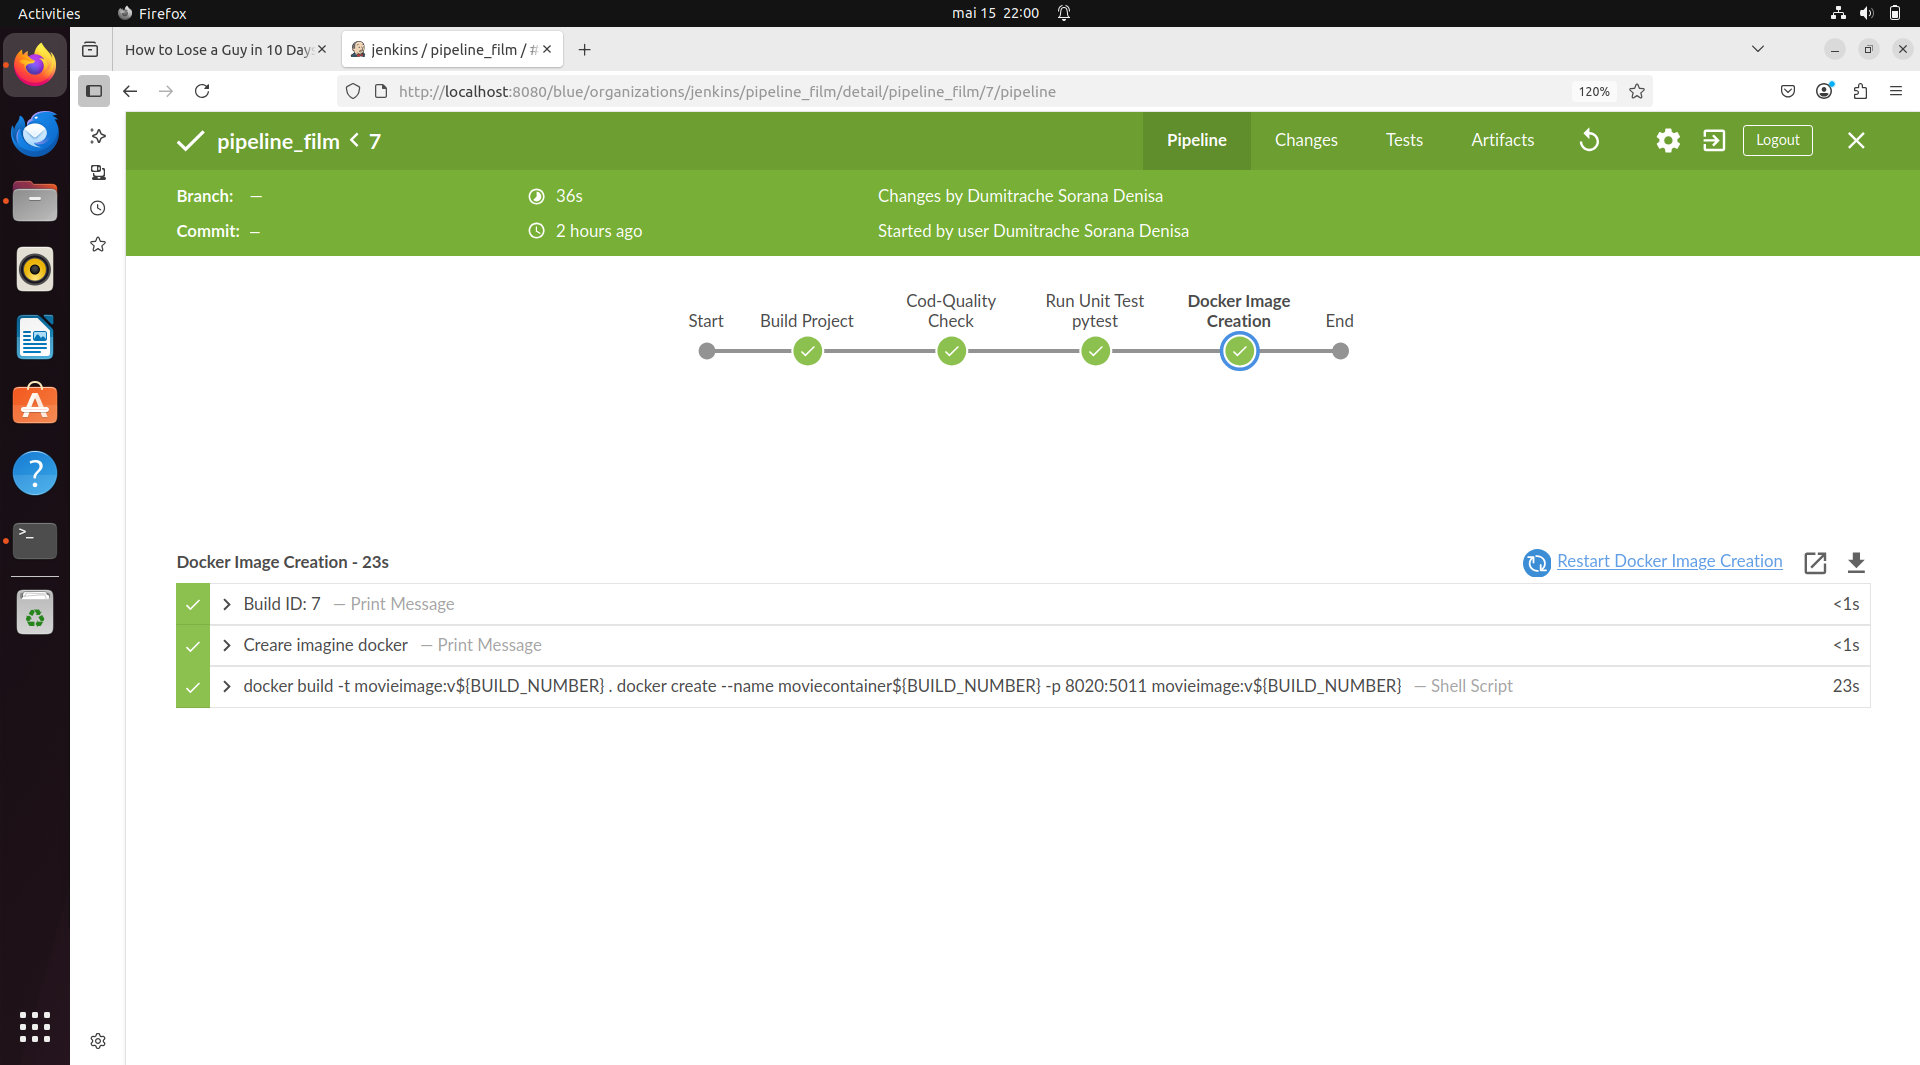 Activities
Firefox
mai 15 22:00
How to Lose a Guy in 10 Days
jenkins / pipeline_film / #
http://localhost:8080/blue/organizations/jenkins/pipeline_film/detail/pipeline_film/7/pipeline
120%
pipeline_film < 7
Pipeline
Changes
Tests
Artifacts
Logout
Branch: —
36s
Changes by Dumitrache Sorana Denisa
Commit: —
2 hours ago
Started by user Dumitrache Sorana Denisa
Start
Build Project
Cod-Quality
Check
Run Unit Test
pytest
Docker Image
Creation
End
Docker Image Creation - 23s
Restart Docker Image Creation
Build ID: 7 — Print Message
<1s
Creare imagine docker — Print Message
<1s
docker build -t movieimage:v${BUILD_NUMBER} . docker create --name moviecontainer${BUILD_NUMBER} -p 8020:5011 movieimage:v${BUILD_NUMBER} — Shell Script
23s